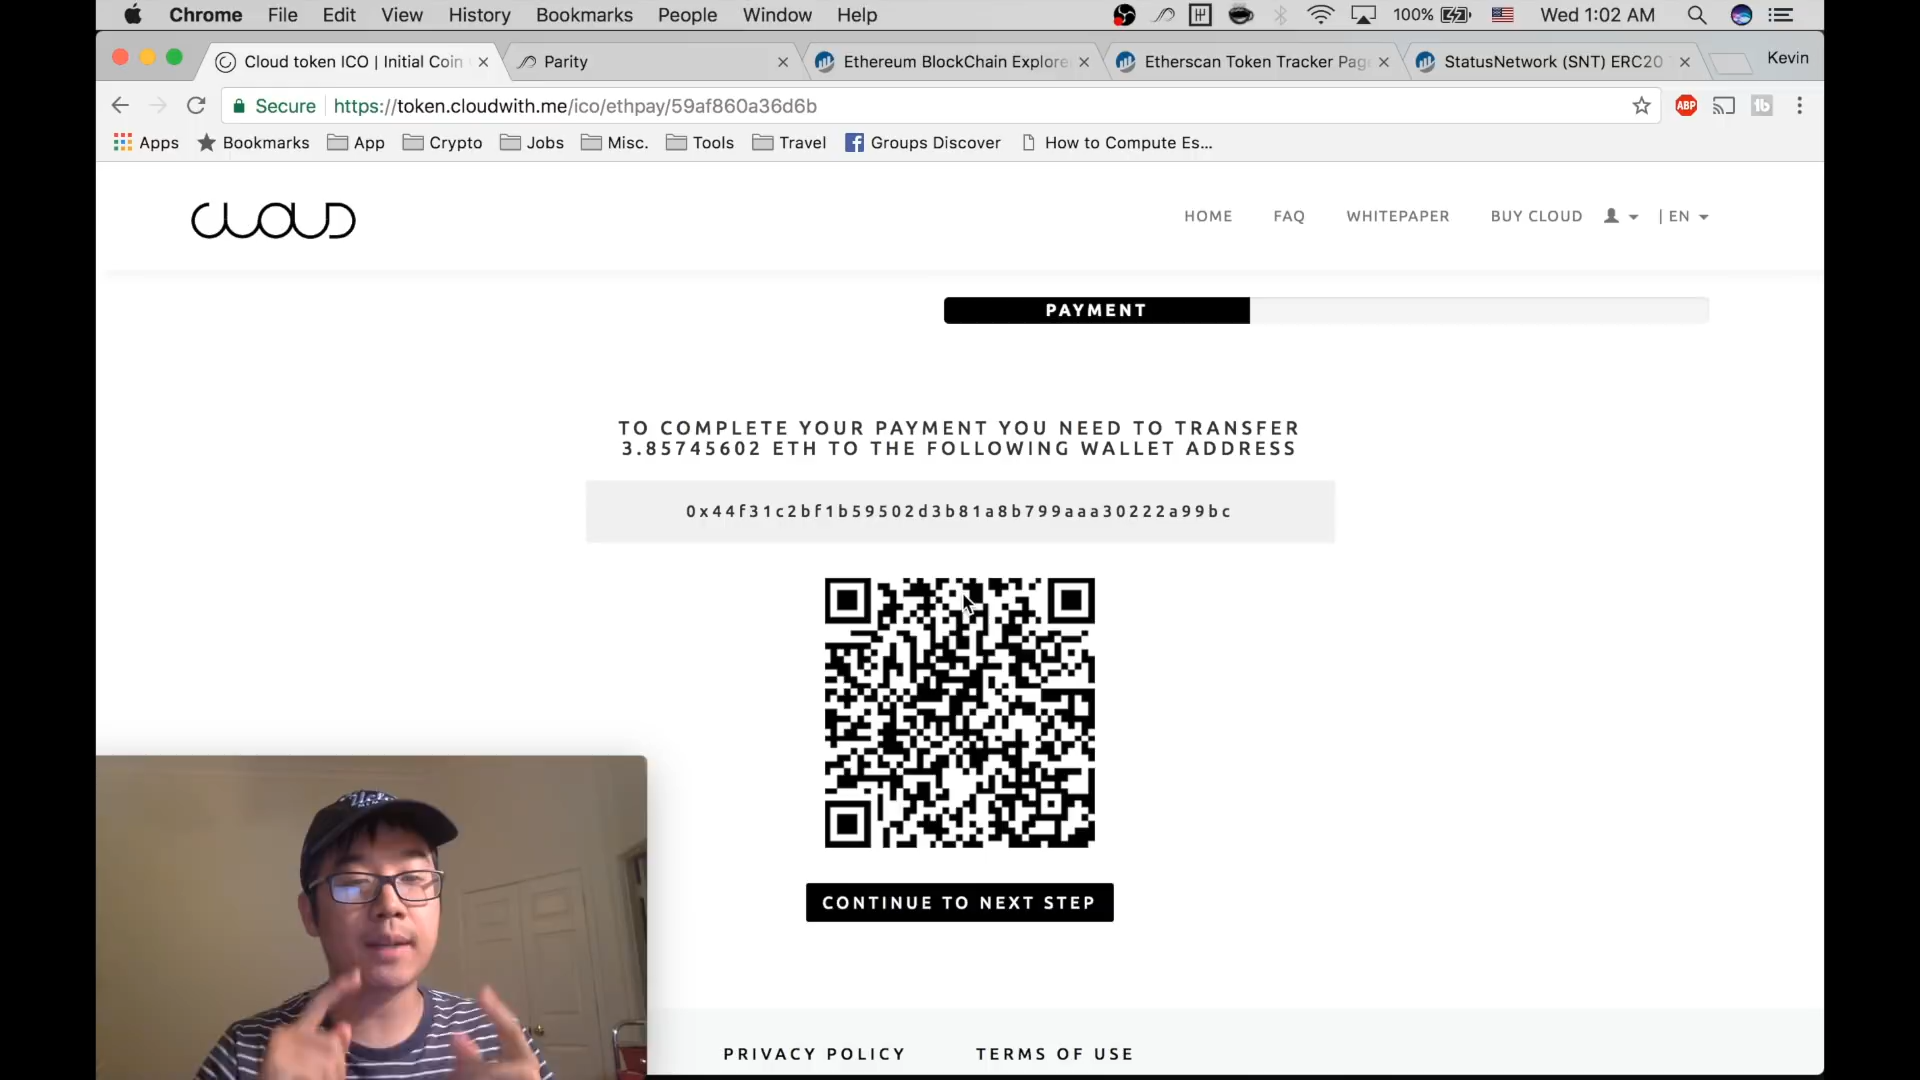 Chrome File Edit View History Bookmarks People Window Help 100% Wed 1:02 AM
Cloud token ICO | Initial Coin Parity Ethereum BlockChain Explore Etherscan Token Tracker Pag StatusNetwork (SNT) ERC20 Kevin
Secure https://token.cloudwith.me/ico/ethpay/59af860a36d6b ABP
Apps Bookmarks App Crypto Jobs Misc. Tools Travel Groups Discover How to Compute Es...
CLOUD HOME FAQ WHITEPAPER BUY CLOUD | EN
PAYMENT
TO COMPLETE YOUR PAYMENT YOU NEED TO TRANSFER
3.85745602 ETH TO THE FOLLOWING WALLET ADDRESS
0x44f31c2bf1b59502d3b81a8b799aaa30222a99bc
CONTINUE TO NEXT STEP
PRIVACY POLICY TERMS OF USE